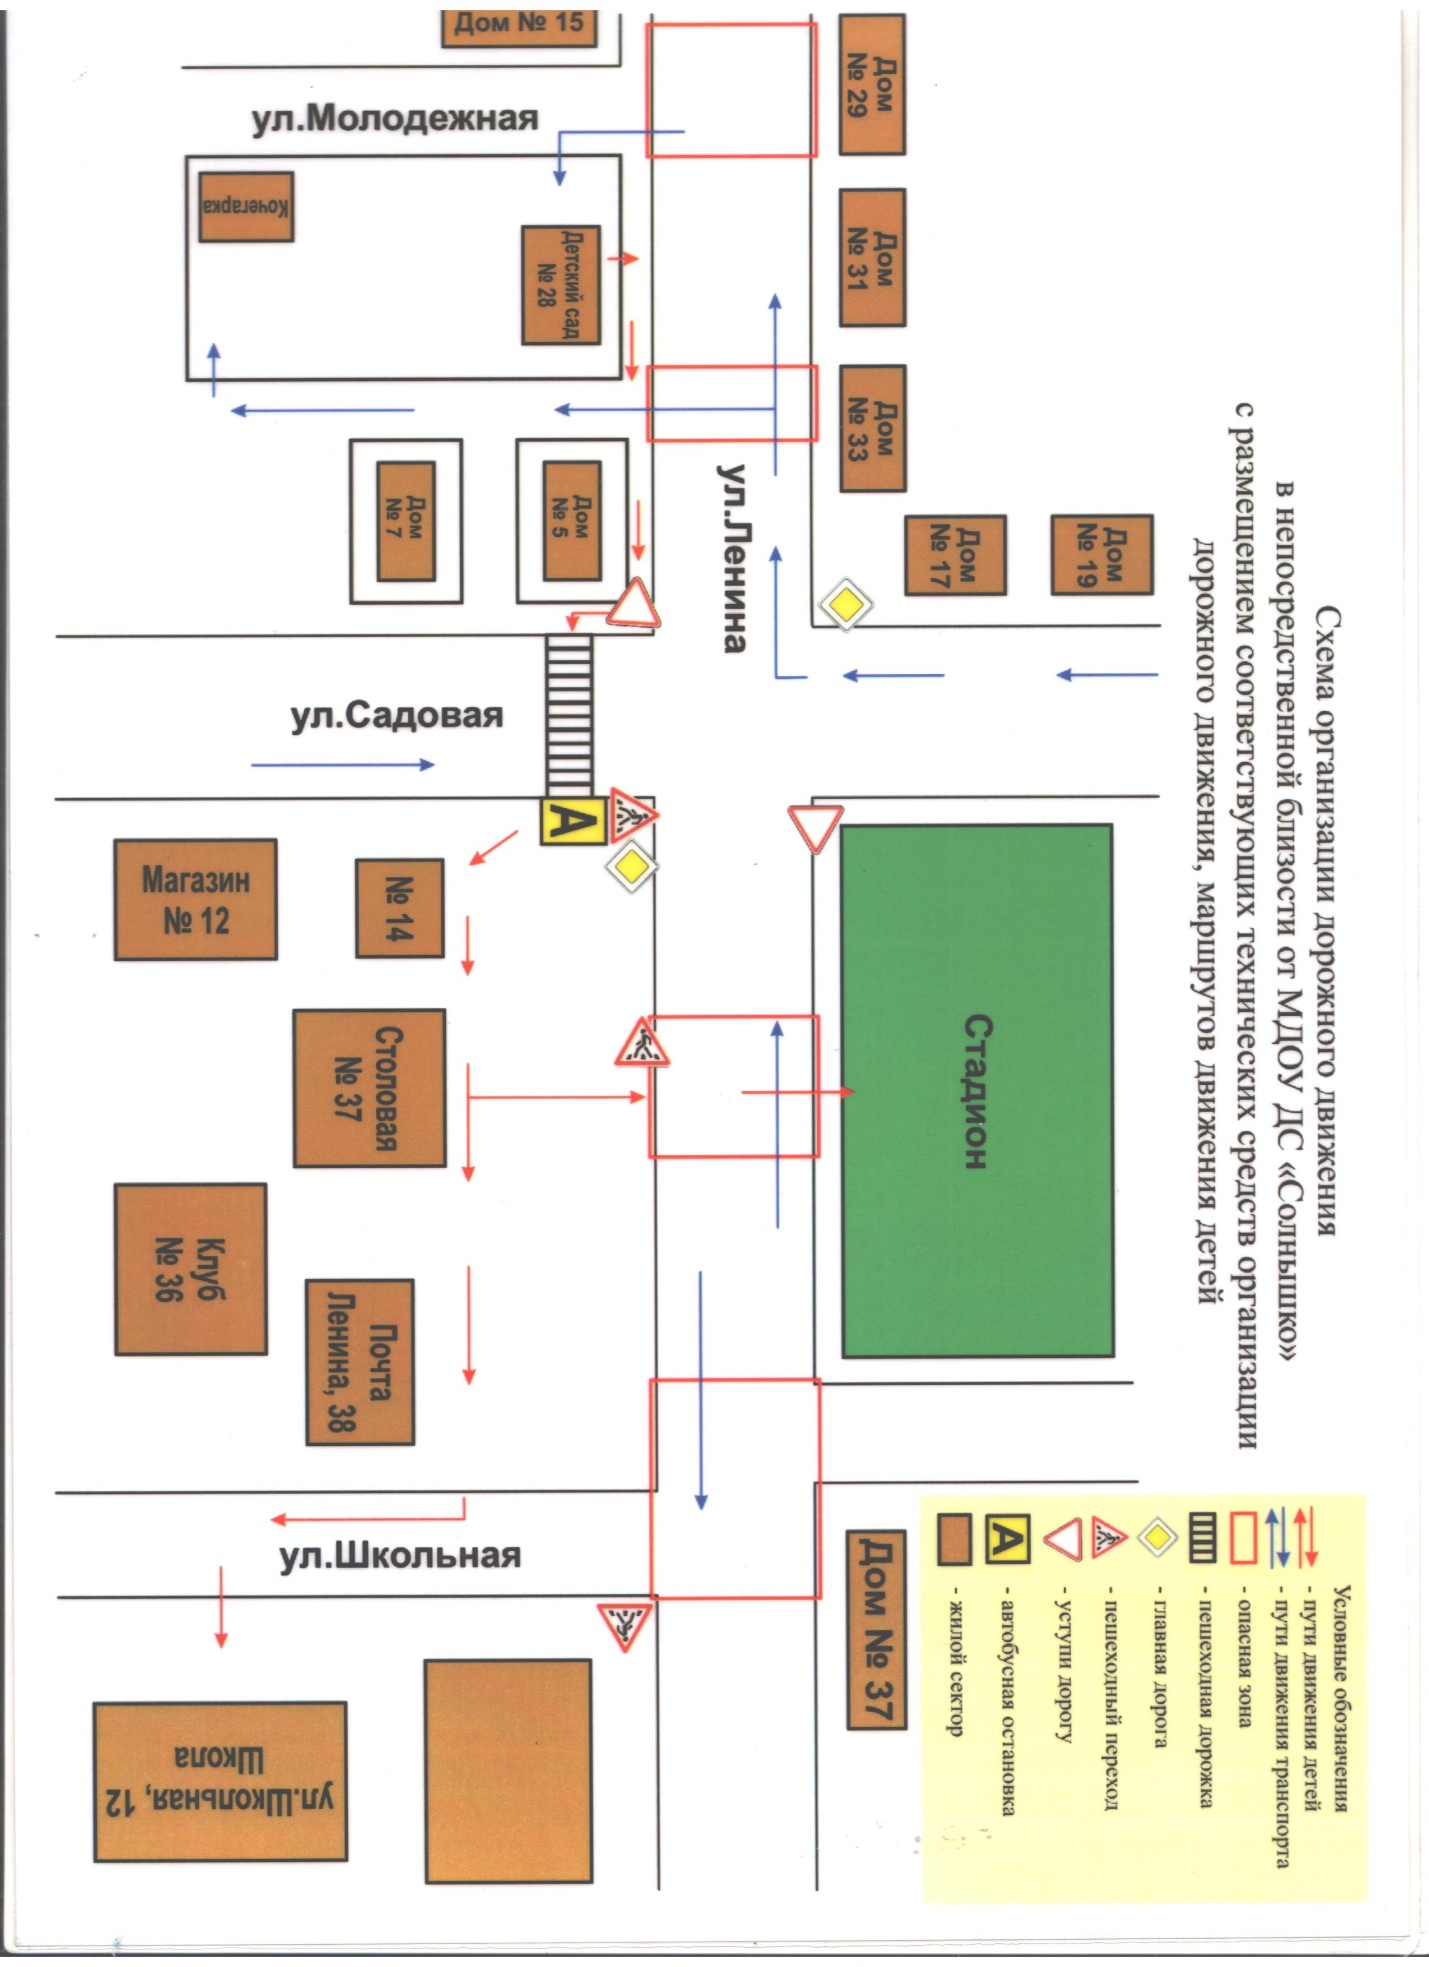 Схема организации дорожного движения
в непосредственной близости от МДОУ ДС «Солнышко»
с размещением соответствующих технических средств организации
дорожного движения, маршрутов движения детей
Условные обозначения
- пути движения детей
- пути движения транспорта
- опасная зона
- пешеходная дорожка
- главная дорога
- пешеходный переход
- уступи дорогу
А
- автобусная остановка
- жилой сектор
Дом № 19
Дом № 17
Дом № 29
Дом № 31
Дом № 33
Стадион
Дом № 37
ул.Ленина
Дом № 15
ул.Молодежная
Кочегарка
Детский сад
№ 28
Дом
№ 5
Дом
№ 7
ул.Садовая
А
Магазин
№ 12
№ 14
Столовая
№ 37
Клуб
№ 36
Почта
Ленина, 38
ул.Школьная
ул.Школьная, 12
Школа